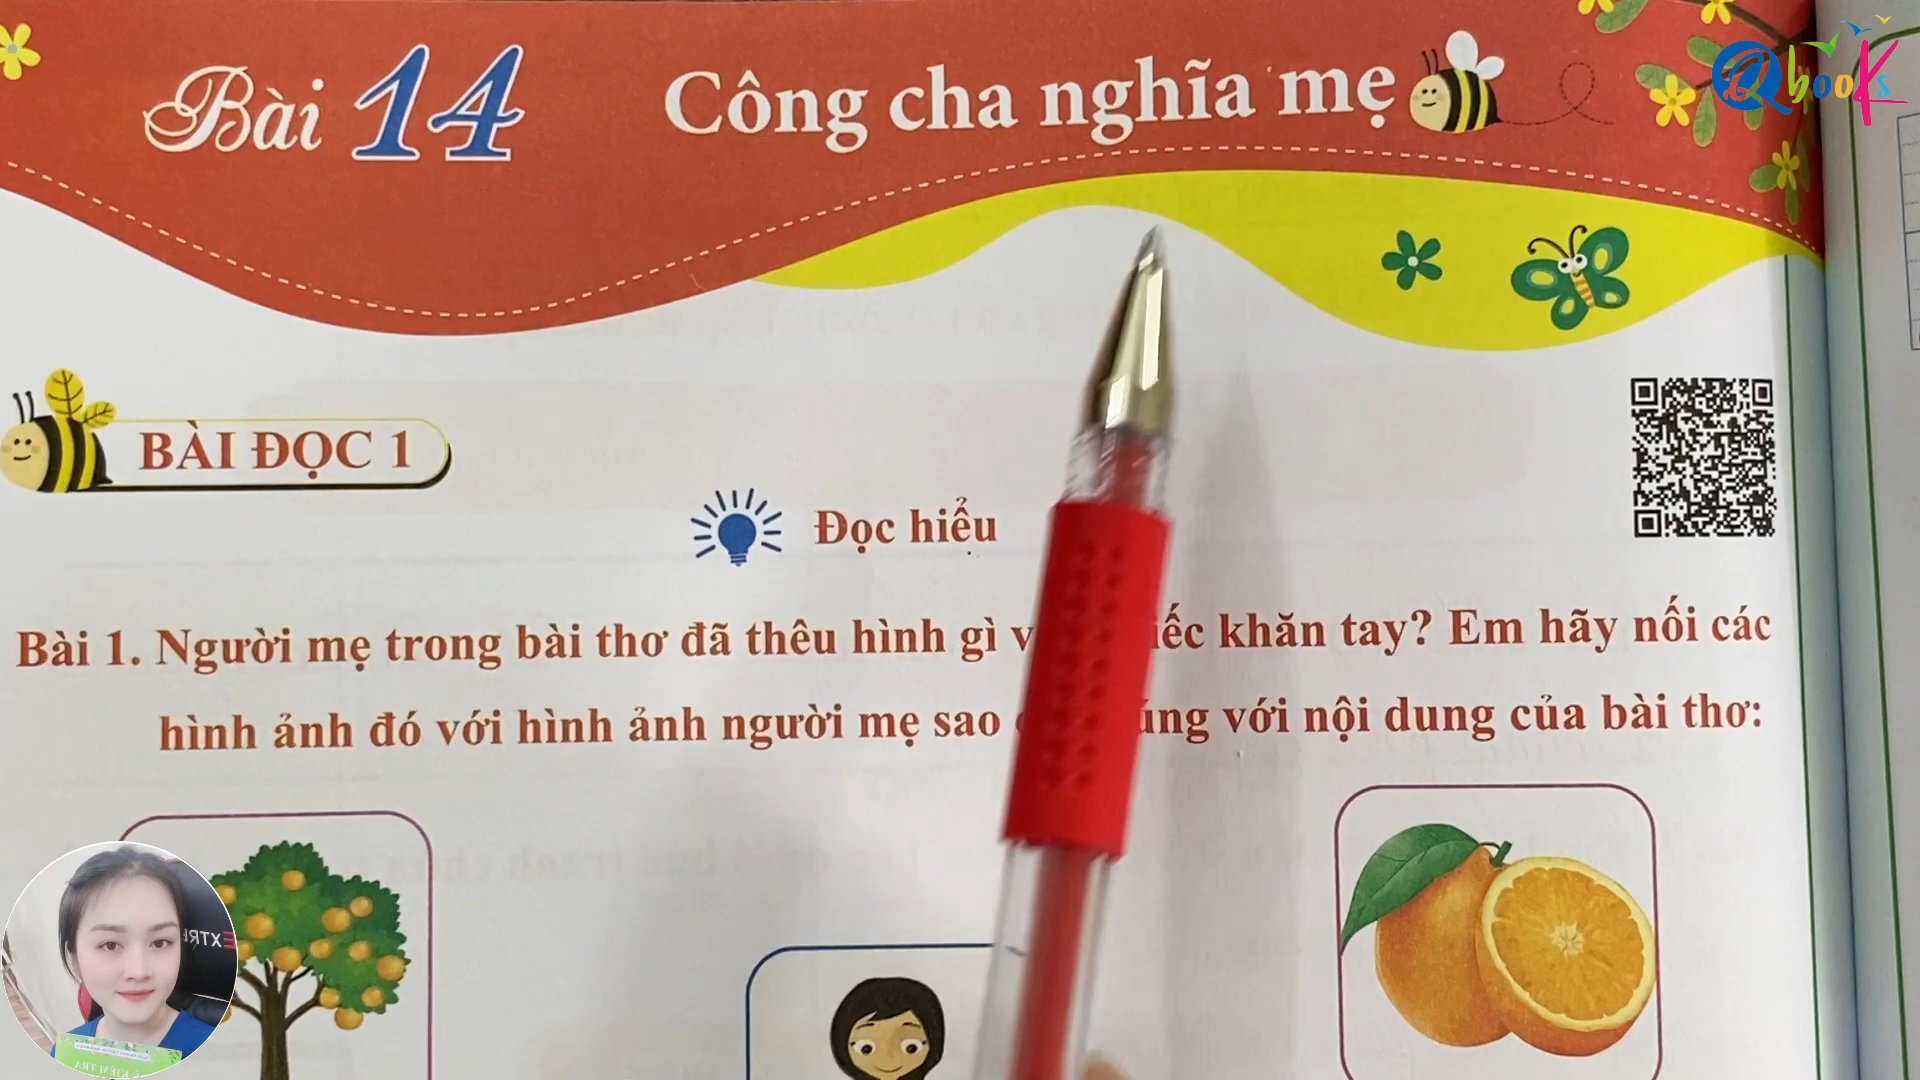 Qbooks
Bài 14 Công cha nghĩa mẹ
BÀI ĐỌC 1
Đọc hiểu
Bài 1. Người mẹ trong bài thơ đã thêu hình gì khăn tay? Em hãy nối các
hình ảnh đó với hình ảnh người mẹ sao với nội dung của bài thơ: